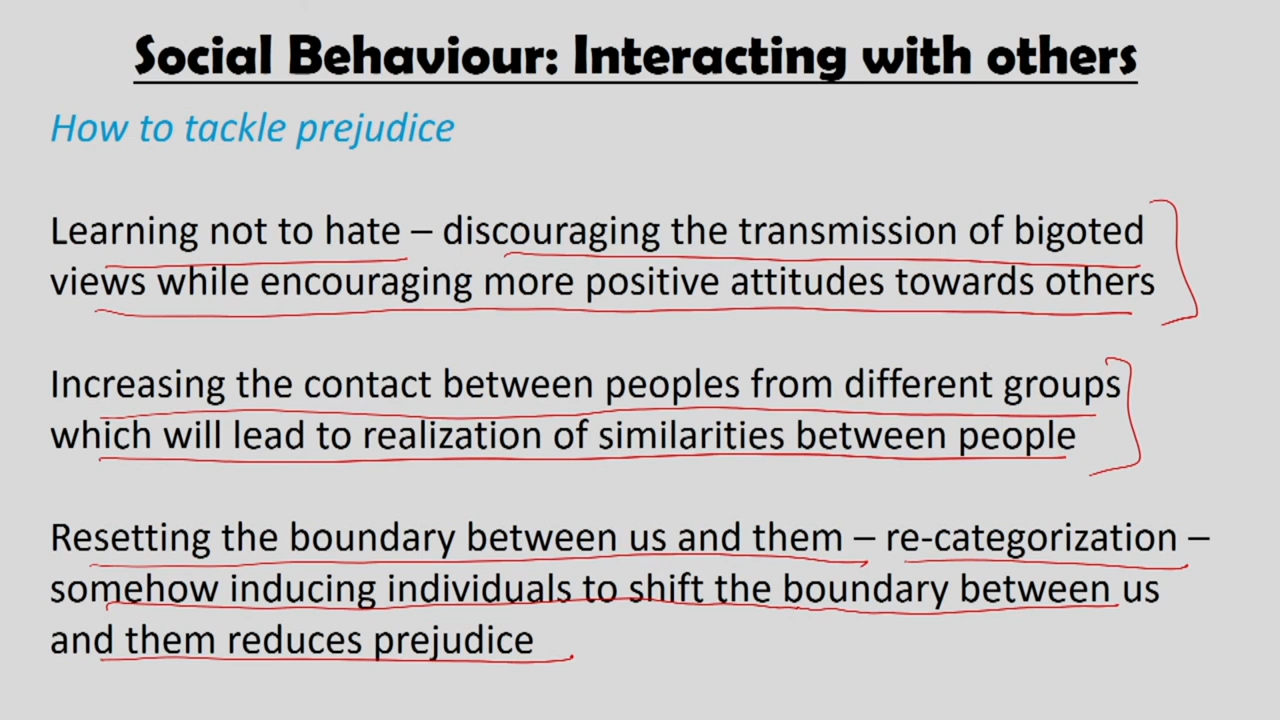 Social Behaviour: Interacting with others
How to tackle prejudice
Learning not to hate – discouraging the transmission of bigoted
views while encouraging more positive attitudes towards others
Increasing the contact between peoples from different groups
which will lead to realization of similarities between people
Resetting the boundary between us and them – re-categorization –
somehow inducing individuals to shift the boundary between us
and them reduces prejudice